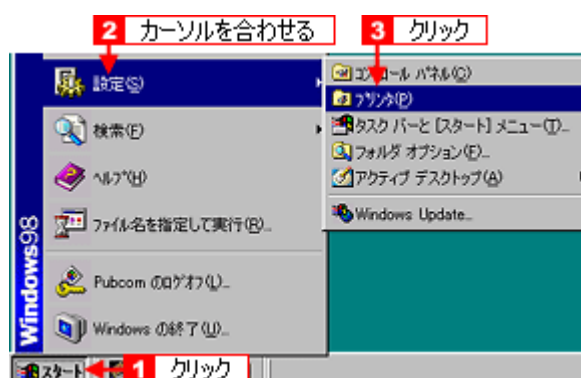 2 カーソルを合わせる
3 クリック
設定(S)
検索(F)
ヘルプ(H)
ファイル名を指定して実行(R)...
Pubcom のログオフ(L)...
Windows の終了(U)...
Windows98
コントロール パネル(C)
プリンタ(P)
タスク バーと [スタート] メニュー(T)...
フォルダ オプション(F)...
アクティブ デスクトップ(A)
Windows Update...
スタート
1 クリック